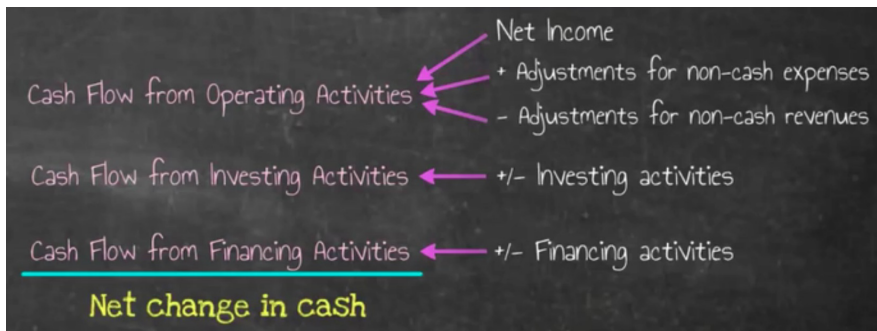 Net Income
+ Adjustments for non-cash expenses
Cash Flow from Operating Activities
- Adjustments for non-cash revenues
Cash Flow from Investing Activities
+/- Investing activities
Cash Flow from Financing Activities
+/- Financing activities
Net change in cash